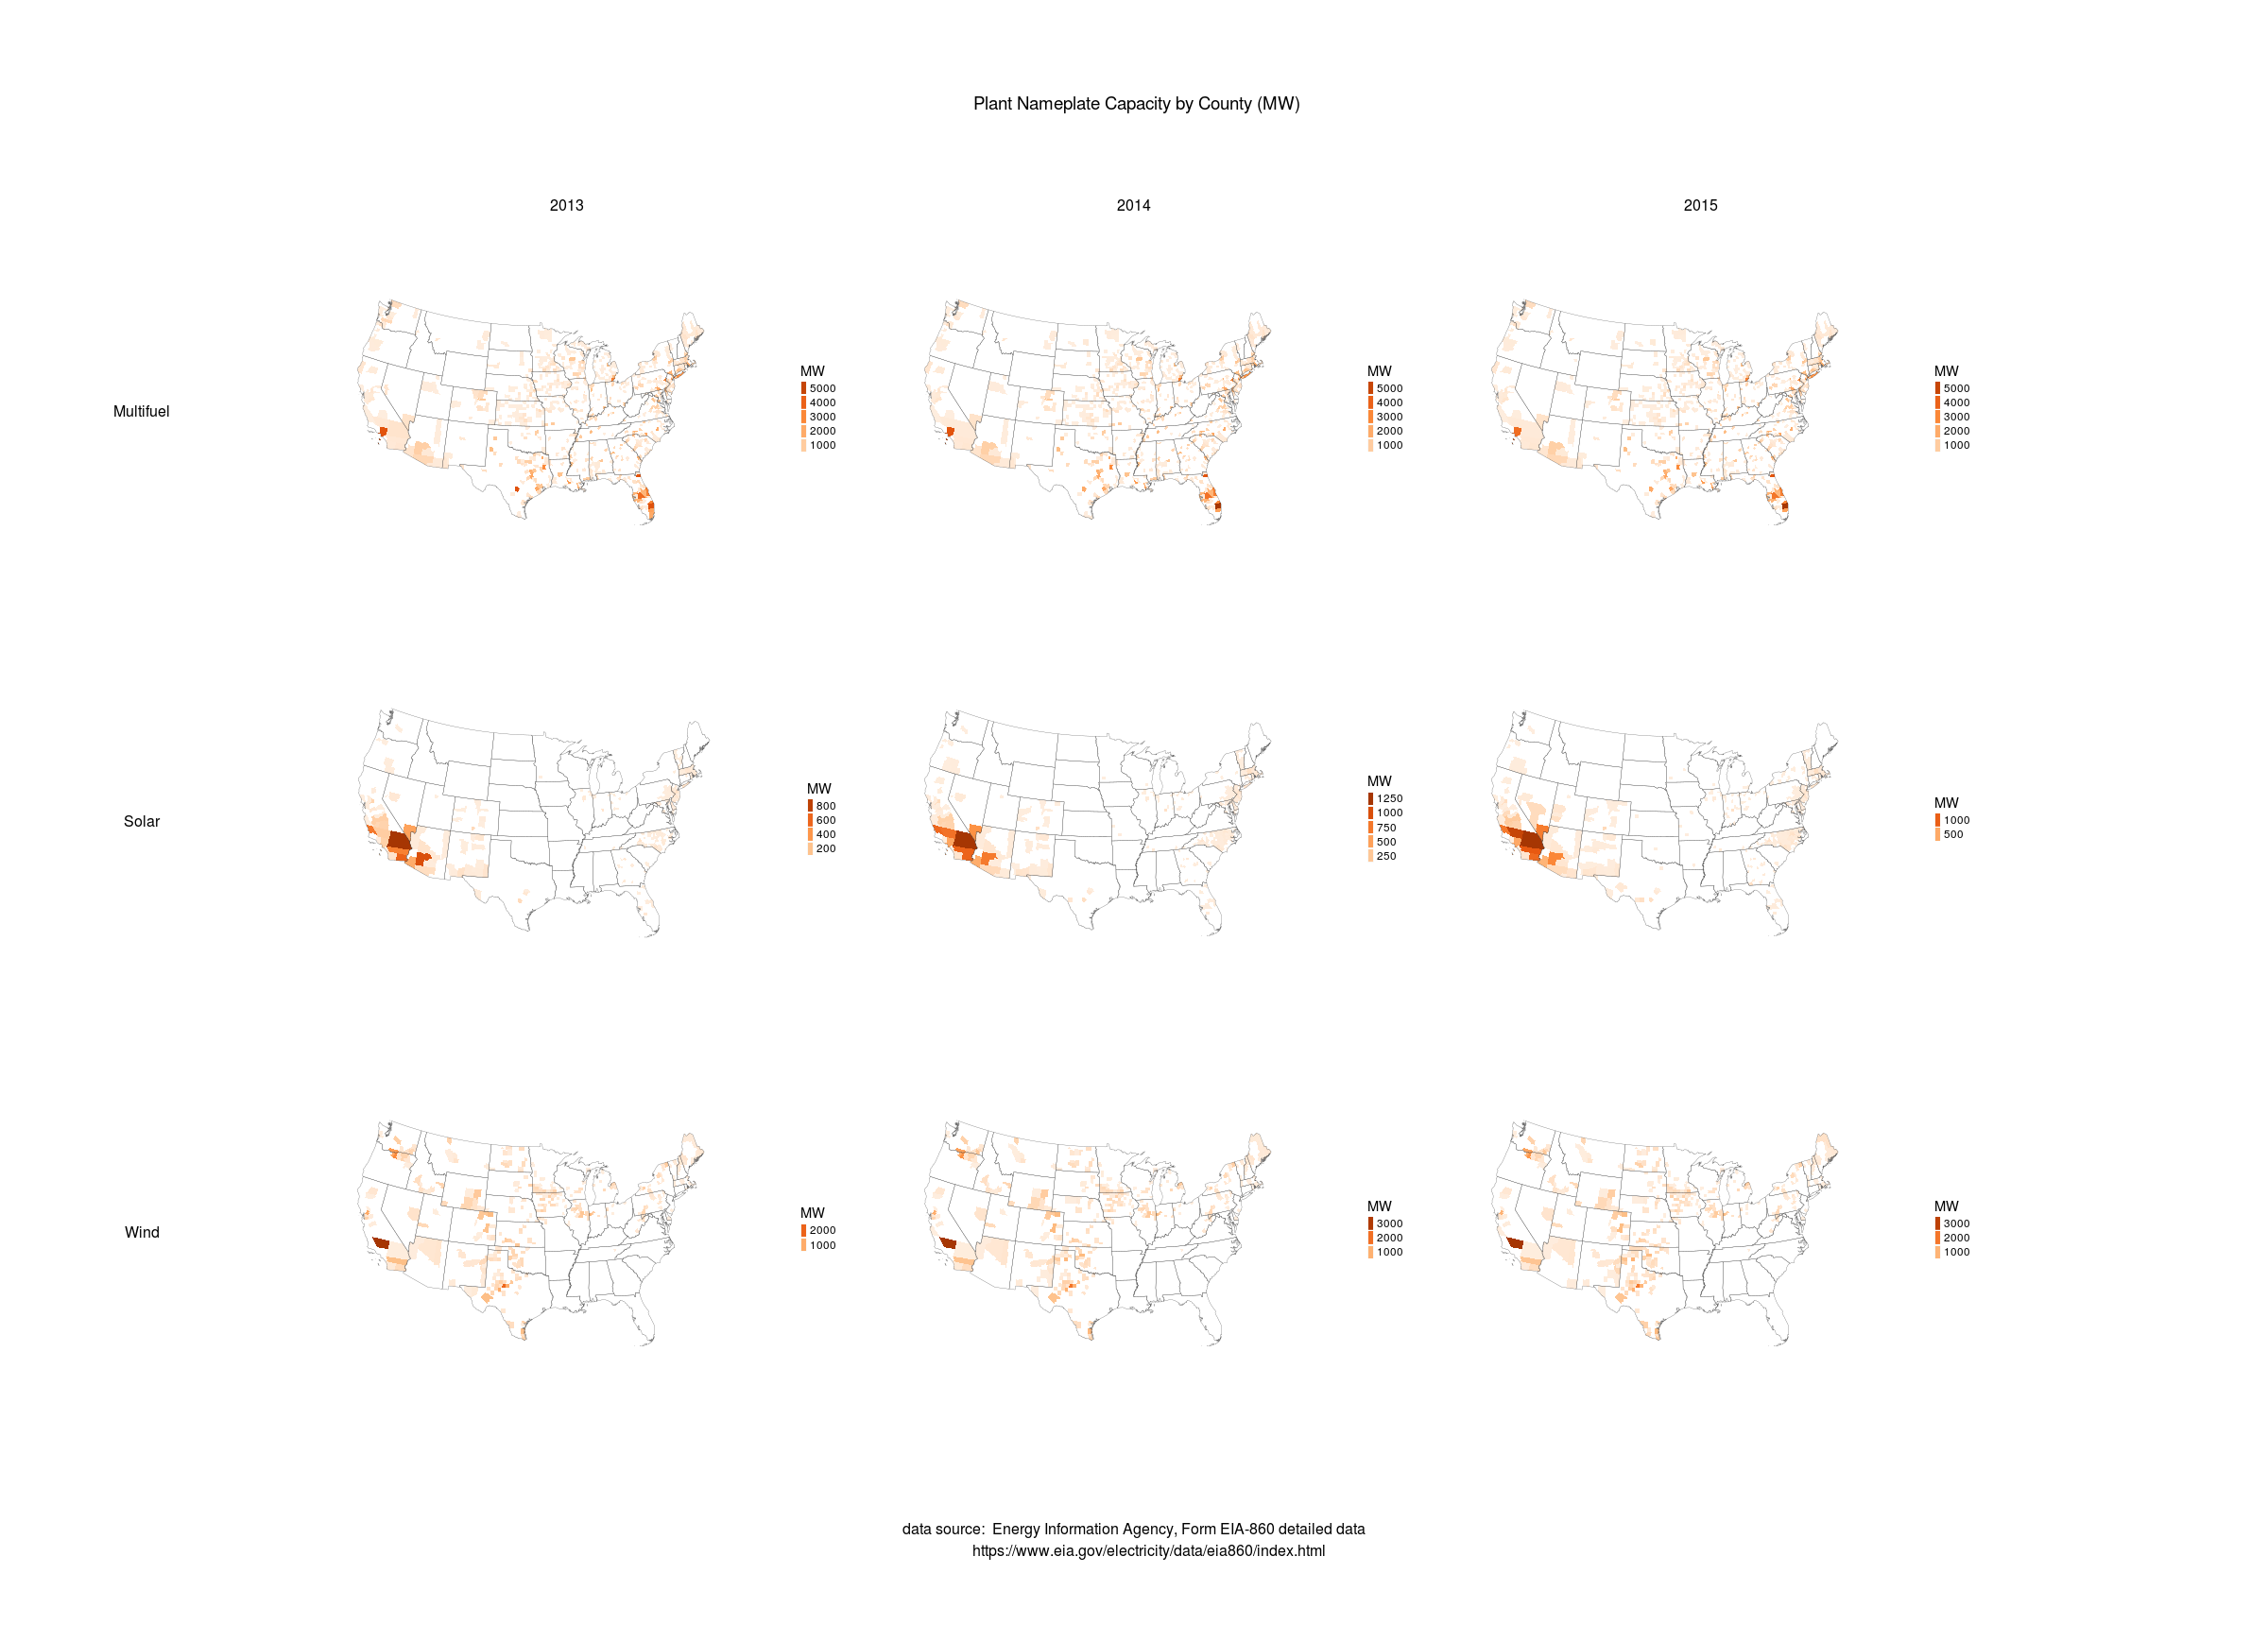 Plant Nameplate Capacity by County (MW)
2013
2014
2015
Multifuel
MW
5000
4000
3000
2000
1000
MW
5000
4000
3000
2000
1000
MW
5000
4000
3000
2000
1000
Solar
MW
800
600
400
200
MW
1250
1000
750
500
250
MW
1000
500
Wind
MW
2000
1000
MW
3000
2000
1000
MW
3000
2000
1000
data source:  Energy Information Agency, Form EIA-860 detailed data
https://www.eia.gov/electricity/data/eia860/index.html